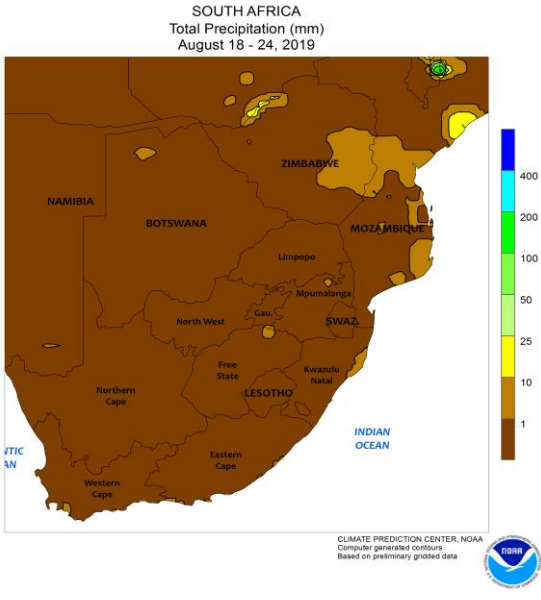 SOUTH AFRICA
Total Precipitation (mm)
August 18 - 24, 2019
ZIMBABWE
NAMIBIA
BOTSWANA
MOZAMBIQUE
Limpopo
Mpumalanga
Gau.
North West
SWAZ.
Free
State
Kwazulu
Natal
Northern
Cape
LESOTHO
Eastern
Cape
Western
Cape
NTIC
AN
INDIAN
OCEAN
400
200
100
50
25
10
1
CLIMATE PREDICTION CENTER, NOAA
Computer generated contours
Based on preliminary gridded data
NOAA